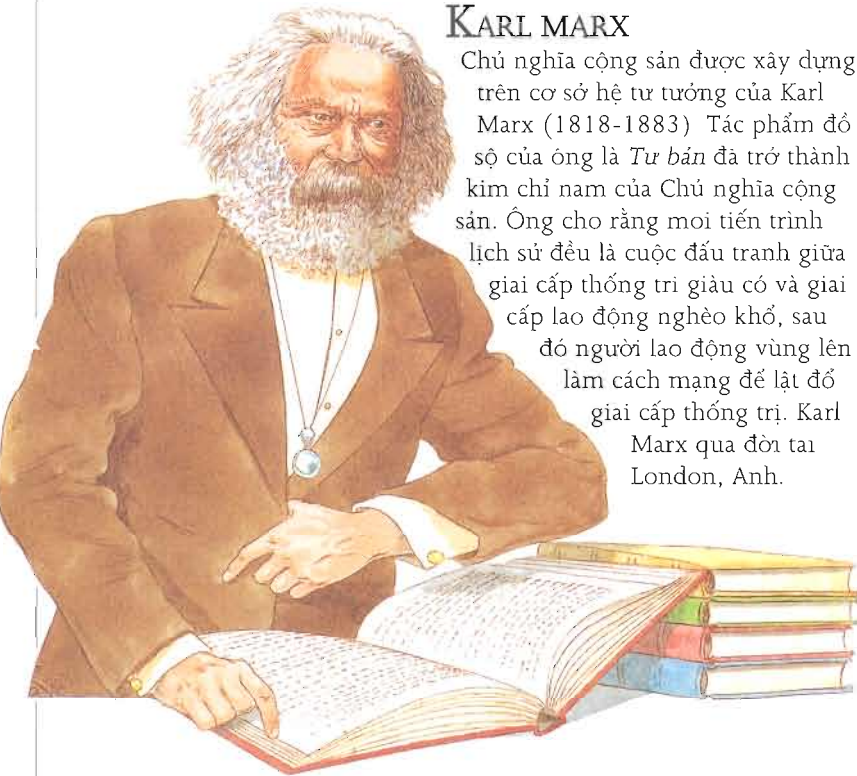 KARL MARX
Chủ nghĩa cộng sản được xây dựng
trên cơ sở hệ tư tưởng của Karl
Marx (1818-1883) Tác phẩm đồ
sộ của ông là Tư bản đã trở thành
kim chỉ nam của Chủ nghĩa cộng
sản. Ông cho rằng mọi tiến trình
lịch sử đều là cuộc đấu tranh giữa
giai cấp thống trị giàu có và giai
cấp lao động nghèo khổ, sau
đó người lao động vùng lên
làm cách mạng để lật đổ
giai cấp thống trị. Karl
Marx qua đời tại
London, Anh.